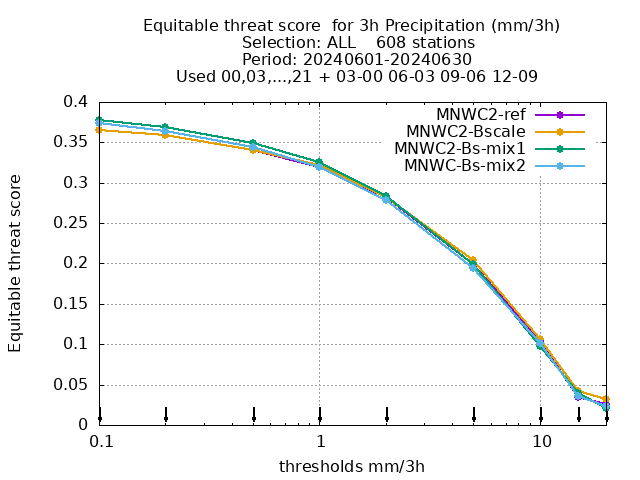 Equitable threat score  for 3h Precipitation (mm/3h)
Selection: ALL    608 stations
Period: 20240601-20240630
Used 00,03,...,21 + 03-00 06-03 09-06 12-09
MNWC2-ref
MNWC2-Bscale
MNWC2-Bs-mix1
MNWC-Bs-mix2
0.4
0.35
0.3
0.25
0.2
0.15
0.1
0.05
0
Equitable threat score
0.1
1
10
thresholds mm/3h